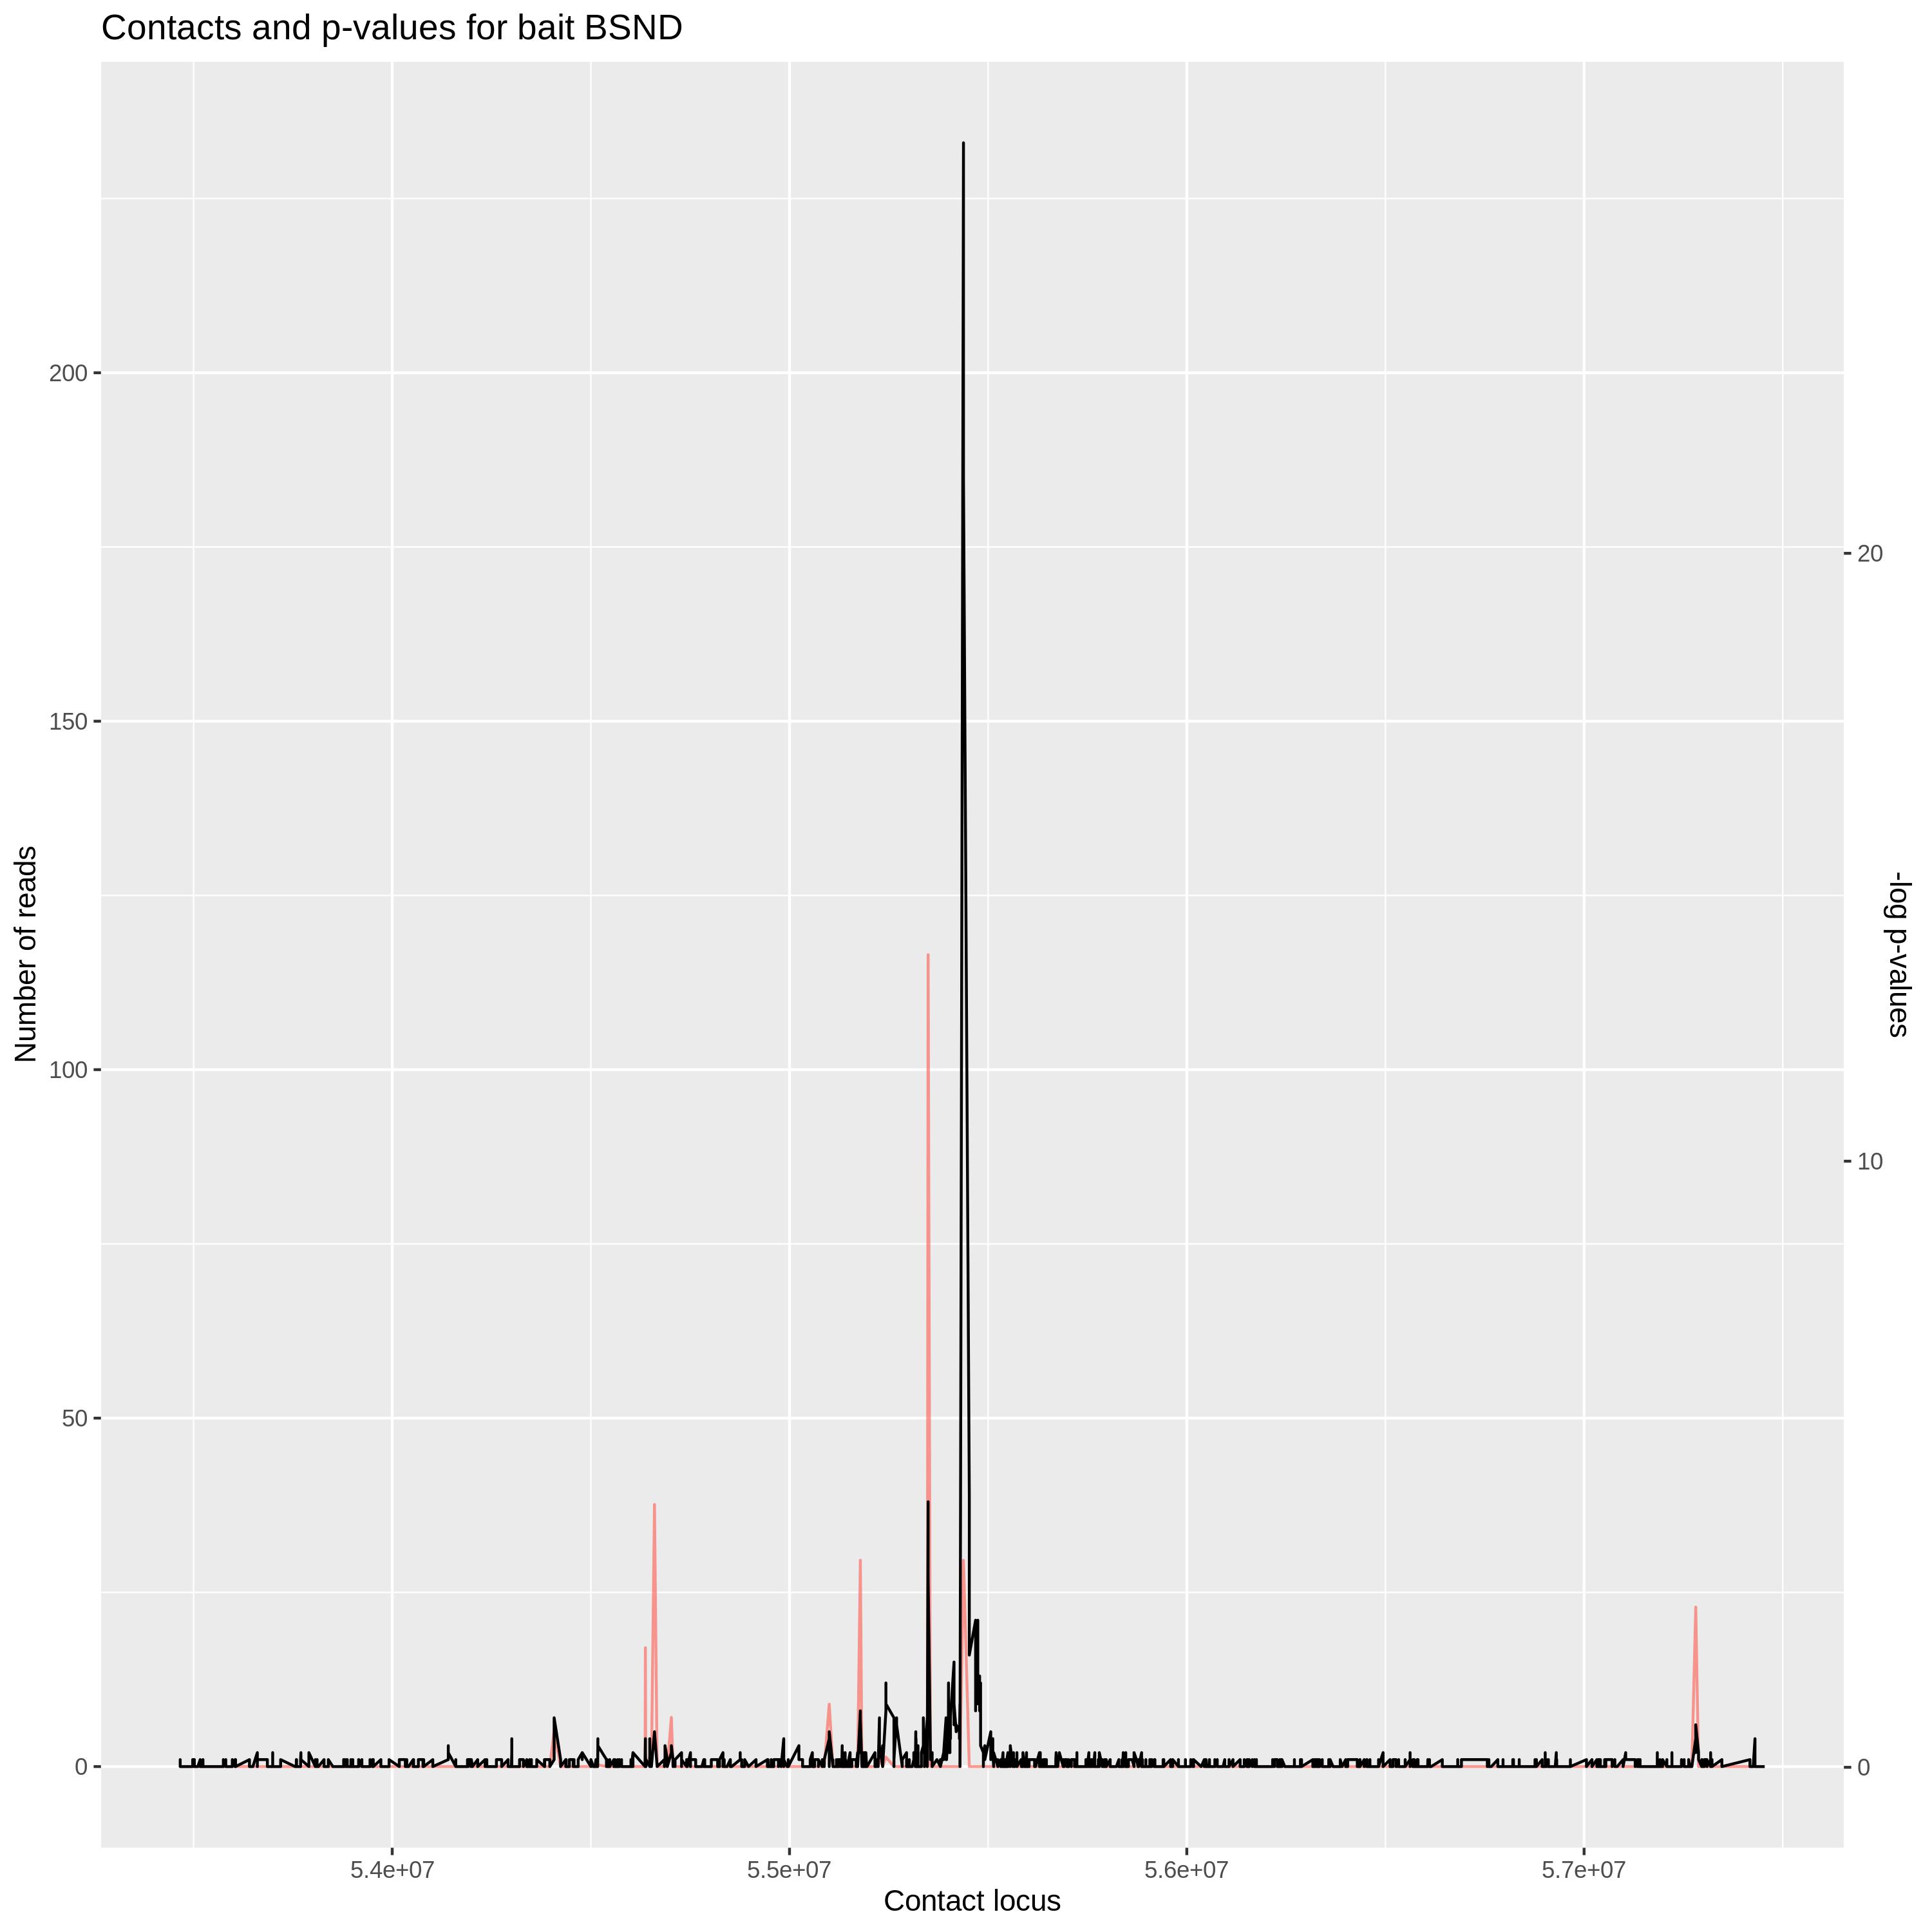 Contacts and p-values for bait BSND
200
150
100
50
0
20
10
0
Number of reads
-log p-values
5.4e+07
5.5e+07
5.6e+07
5.7e+07
Contact locus